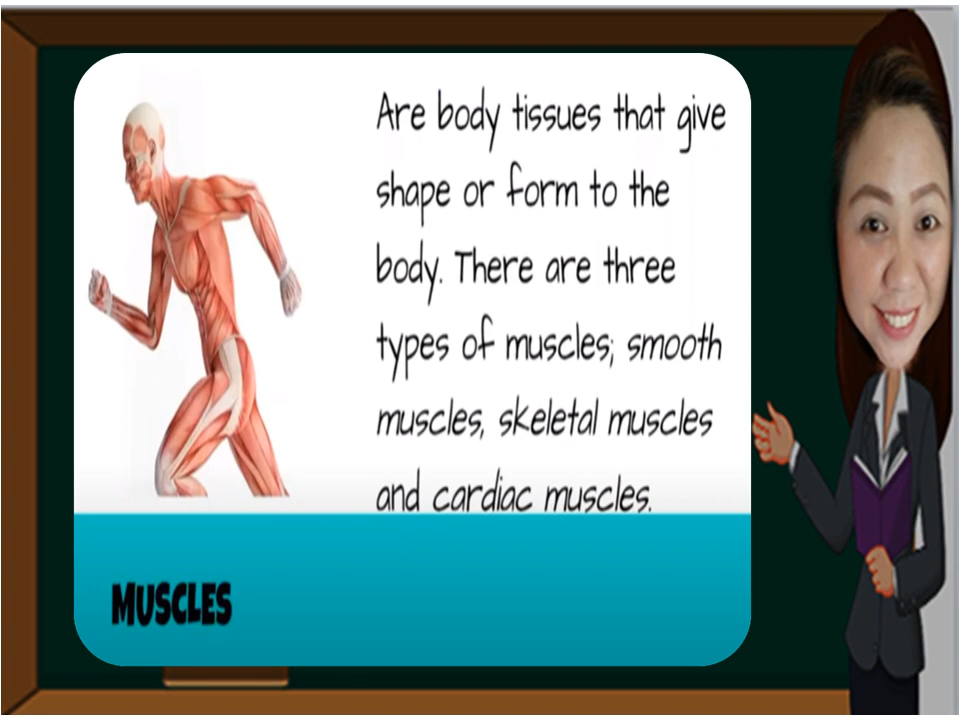 Are body tissues that give
shape or form to the
body. There are three
types of muscles; smooth
muscles, skeletal muscles
and cardiac muscles.
MUSCLES